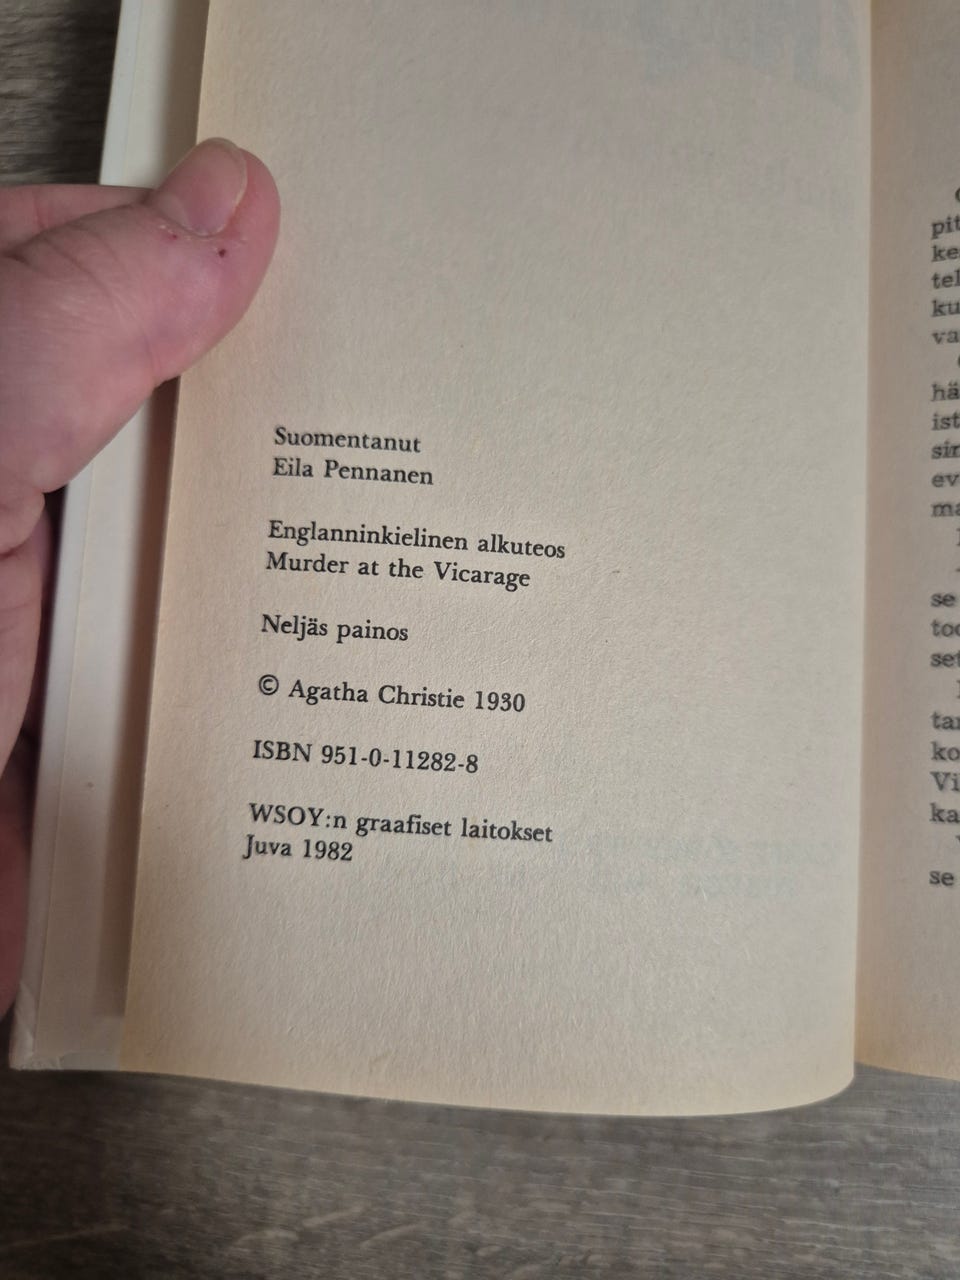 Suomentanut
Eila Pennanen
Englanninkielinen alkuteos
Murder at the Vicarage
Neljäs painos
© Agatha Christie 1930
ISBN 951-0-11282-8
WSOY:n graafiset laitokset
Juva 1982